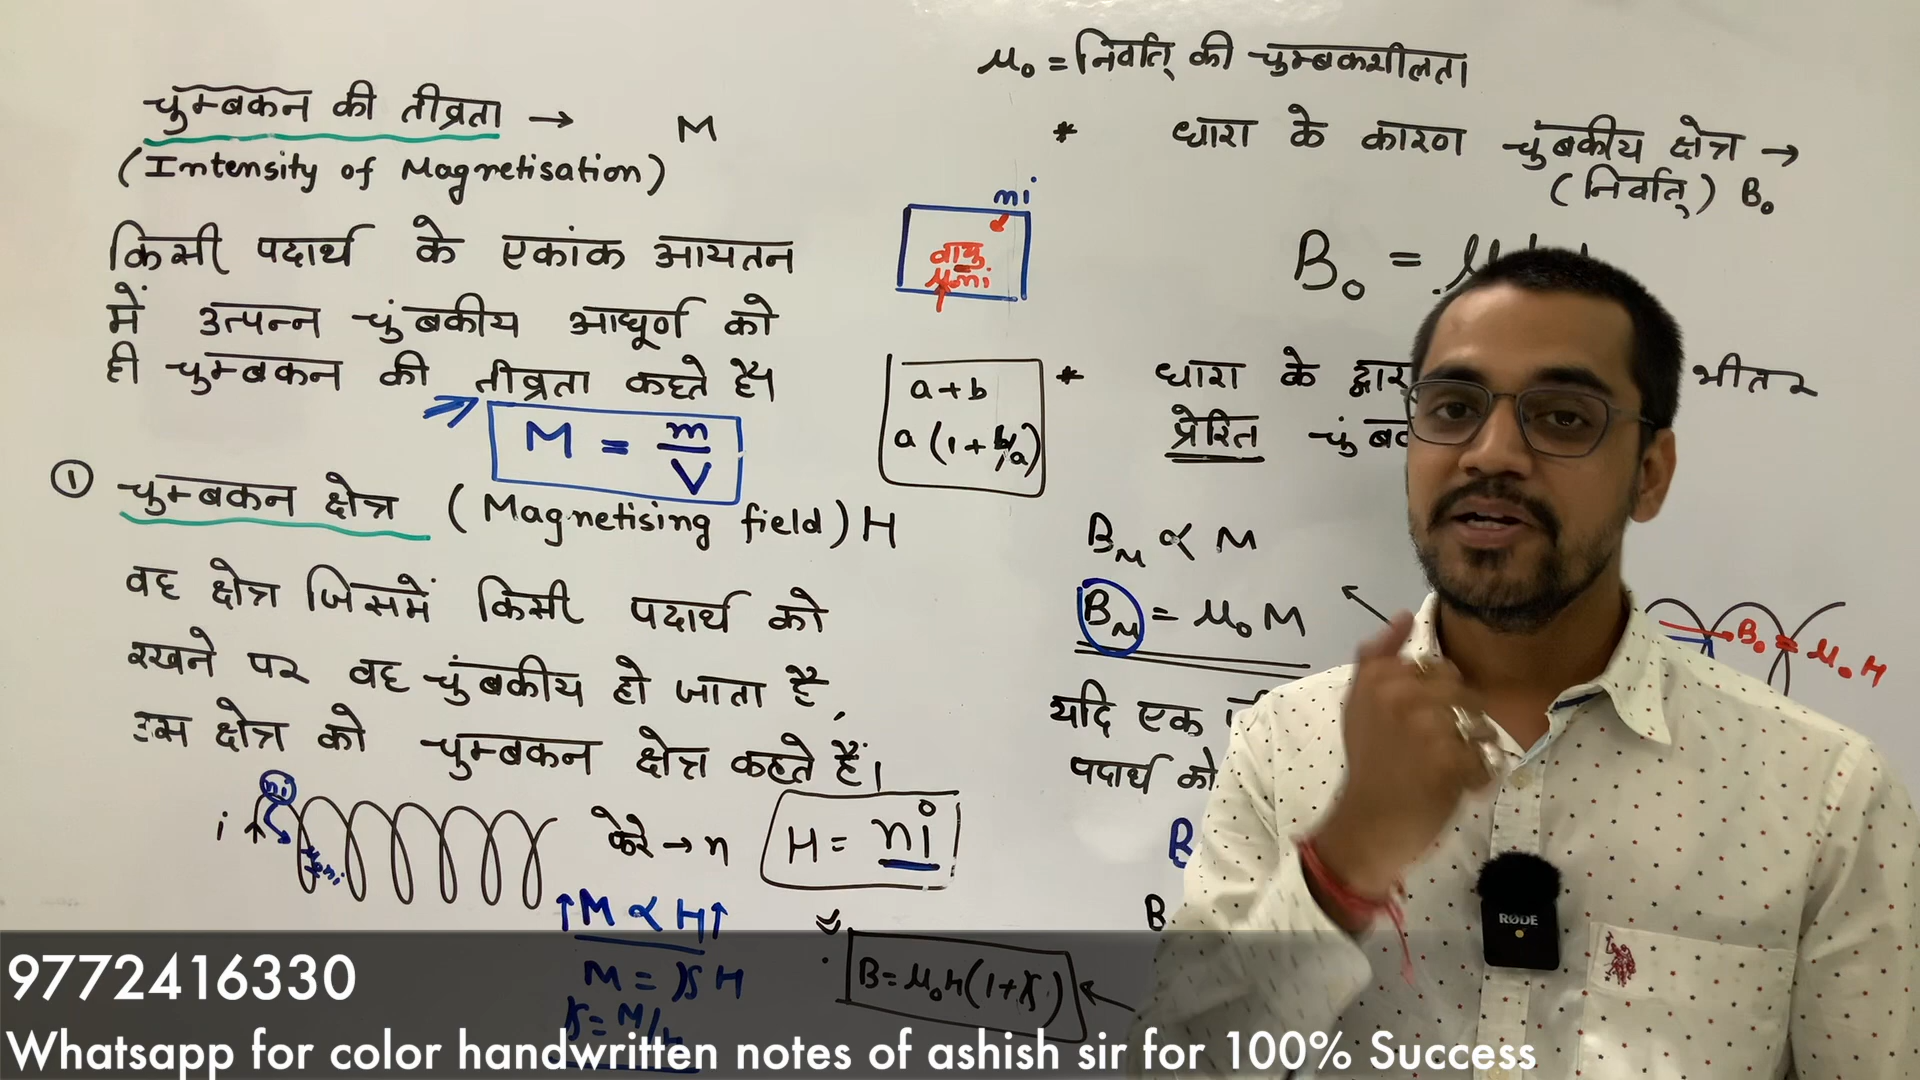 चुम्बकन की तीव्रता → M
(Intensity of Magnetisation)
किसी पदार्थ के एकांक आयतन
में उत्पन्न चुंबकीय आघूर्ण को
ही चुम्बकन की तीव्रता कहते है।
M = m/V
① चुम्बकन क्षेत्र (Magnetising field) H
वह क्षेत्र जिसमें किसी पदार्थ को
रखने पर वह चुंबकीय हो जाता है,
उस क्षेत्र को चुम्बकन क्षेत्र कहते हैं।
ni
i
फेरे → n
H = ni
↑M ∝ H↑
M = χH
B = μ₀H(1+χ)
ni
वायु
μ₀ni
a + b
a (1 + b/a)
μ₀ = निर्वात् की चुम्बकशीलता
* धारा के कारण चुंबकीय क्षेत्र →
(निर्वात्) B₀
B₀ =
* धारा के भीतर
प्रेरित
B_M ∝ M
B_M = μ₀ M
B₀ = μ₀H
यदि एक
पदार्थ को
B
B
RØDE
9772416330
Whatsapp for color handwritten notes of ashish sir for 100% Success